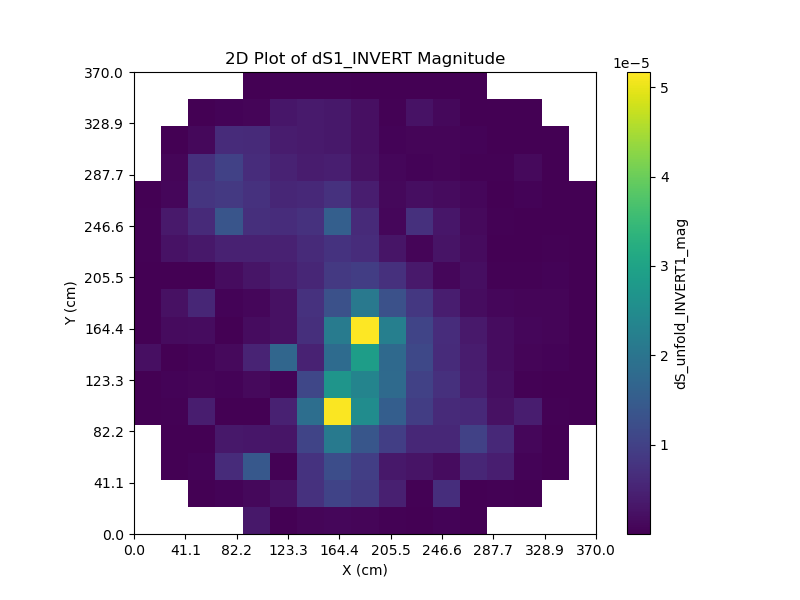 2D Plot of dS1_INVERT Magnitude
1e−5
370.0
328.9
287.7
246.6
205.5
164.4
123.3
82.2
41.1
0.0
Y (cm)
0.0 41.1 82.2 123.3 164.4 205.5 246.6 287.7 328.9 370.0
X (cm)
5
4
3
2
1
dS_unfold_INVERT1_mag